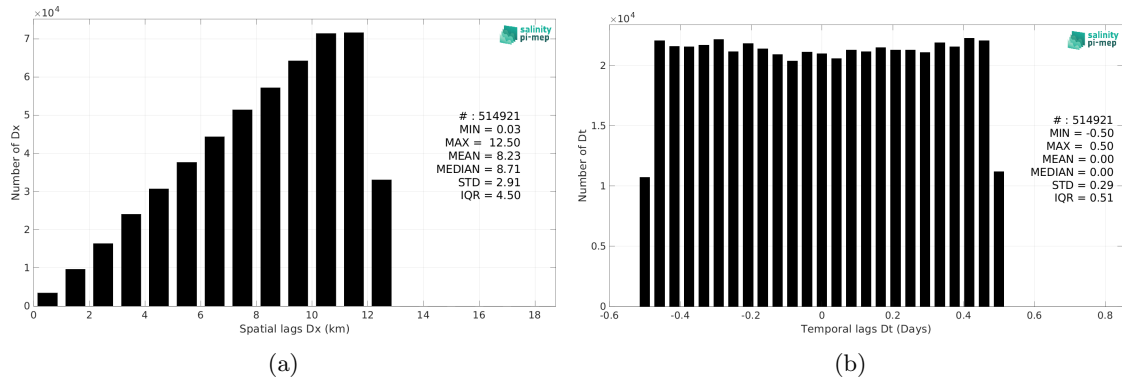 ×10⁴
7
6
5
4
3
2
1
0
Number of Dx
0 2 4 6 8 10 12 14 16 18
Spatial lags Dx (km)
salinity
pi-mep
# : 514921
MIN = 0.03
MAX = 12.50
MEAN = 8.23
MEDIAN = 8.71
STD = 2.91
IQR = 4.50
(a)
×10⁴
2
1.5
1
0.5
0
Number of Dt
-0.6 -0.4 -0.2 0 0.2 0.4 0.6 0.8
Temporal lags Dt (Days)
salinity
pi-mep
# : 514921
MIN = -0.50
MAX = 0.50
MEAN = 0.00
MEDIAN = 0.00
STD = 0.29
IQR = 0.51
(b)